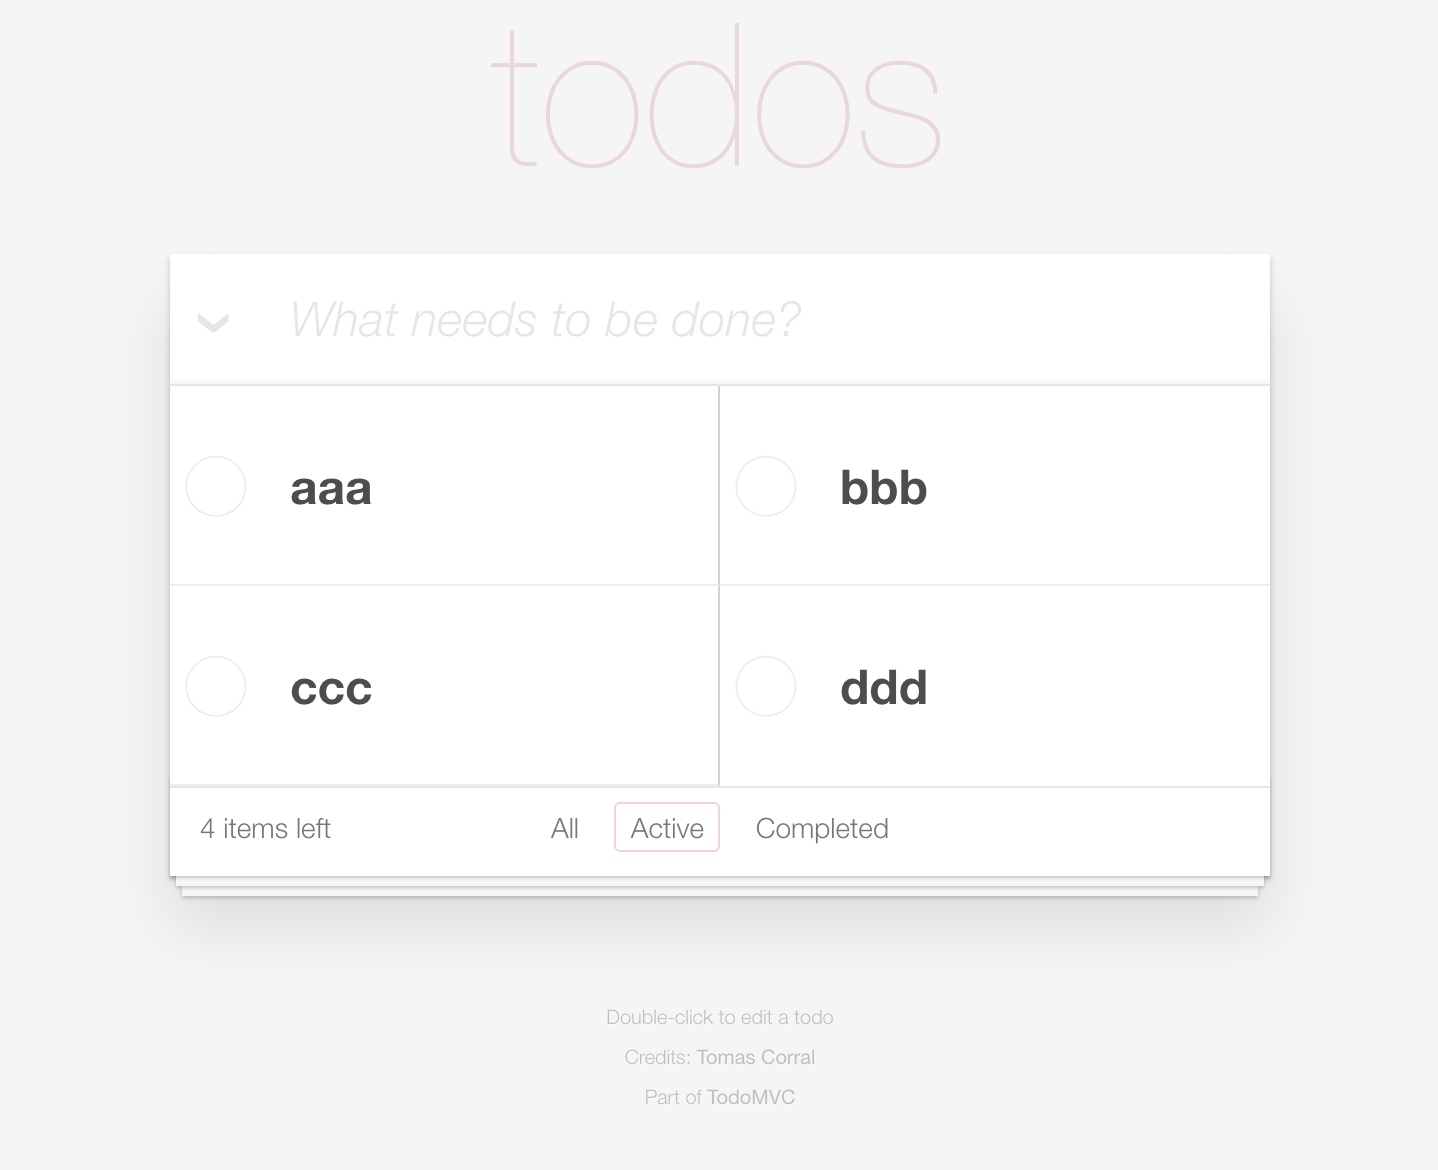 todos
What needs to be done?
aaa
bbb
ccc
ddd
4 items left
All
Active
Completed
Double-click to edit a todo
Credits: Tomas Corral
Part of TodoMVC